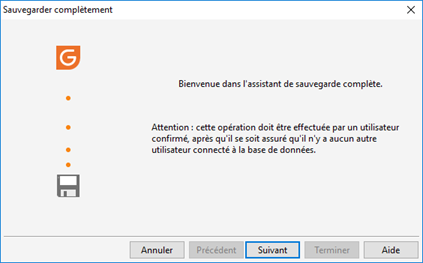 Sauvegarder complètement
Bienvenue dans l'assistant de sauvegarde complète.
Attention : cette opération doit être effectuée par un utilisateur
confirmé, après qu'il se soit assuré qu'il n'y a aucun autre
utilisateur connecté à la base de données.
Annuler
Précédent
Suivant
Terminer
Aide